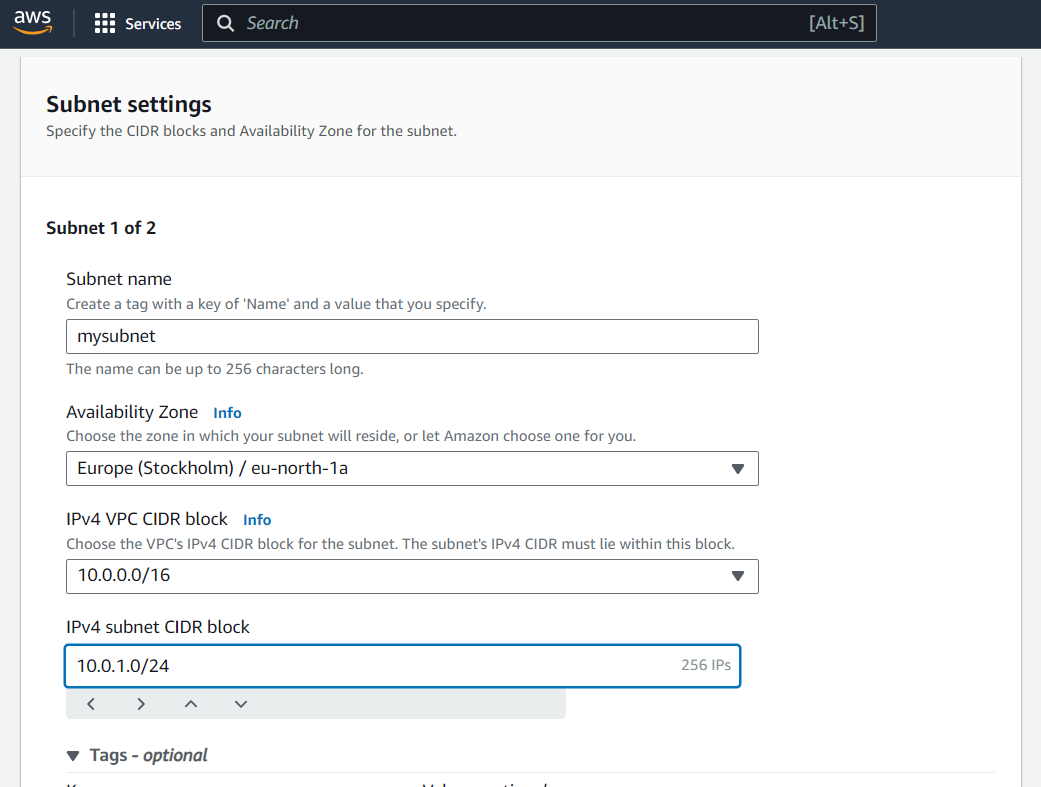 aws Services Search [Alt+S]
Subnet settings
Specify the CIDR blocks and Availability Zone for the subnet.
Subnet 1 of 2
Subnet name
Create a tag with a key of 'Name' and a value that you specify.
mysubnet
The name can be up to 256 characters long.
Availability Zone Info
Choose the zone in which your subnet will reside, or let Amazon choose one for you.
Europe (Stockholm) / eu-north-1a
IPv4 VPC CIDR block Info
Choose the VPC's IPv4 CIDR block for the subnet. The subnet's IPv4 CIDR must lie within this block.
10.0.0.0/16
IPv4 subnet CIDR block
10.0.1.0/24 256 IPs
Tags - optional